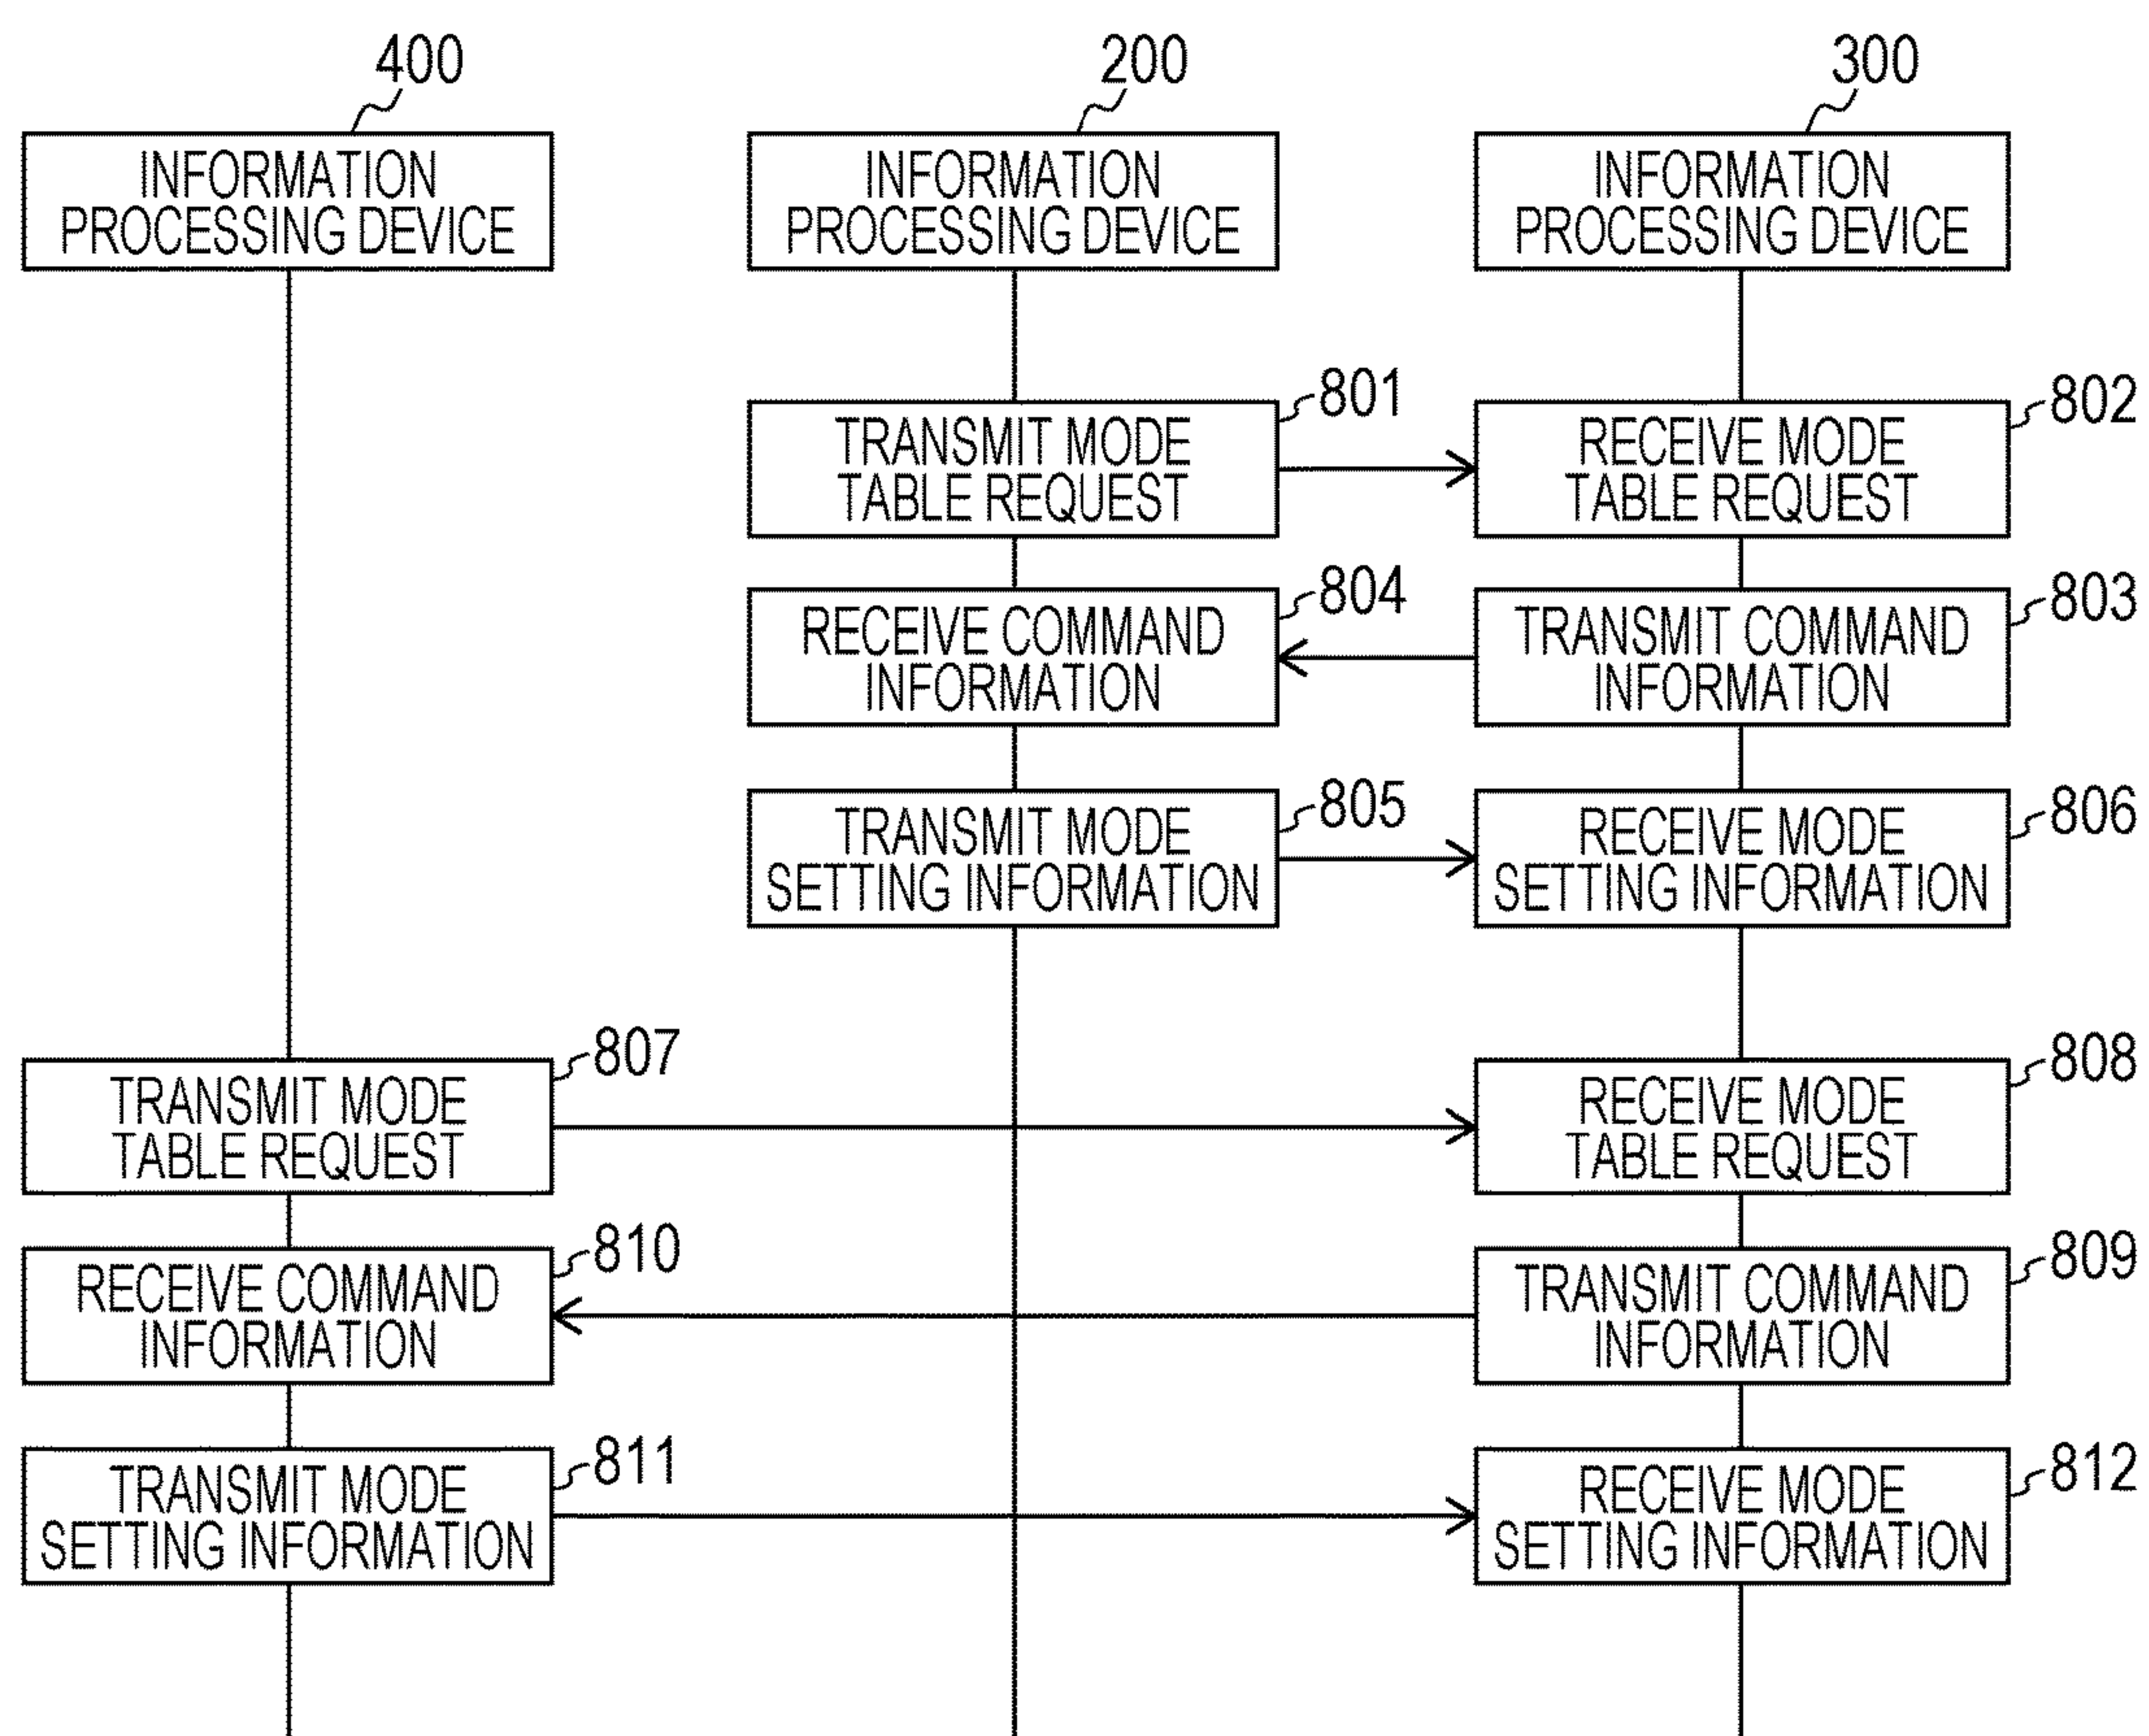 400
200
300
INFORMATION
PROCESSING DEVICE
INFORMATION
PROCESSING DEVICE
INFORMATION
PROCESSING DEVICE
801
802
TRANSMIT MODE
TABLE REQUEST
RECEIVE MODE
TABLE REQUEST
804
803
RECEIVE COMMAND
INFORMATION
TRANSMIT COMMAND
INFORMATION
805
806
TRANSMIT MODE
SETTING INFORMATION
RECEIVE MODE
SETTING INFORMATION
807
808
TRANSMIT MODE
TABLE REQUEST
RECEIVE MODE
TABLE REQUEST
810
809
RECEIVE COMMAND
INFORMATION
TRANSMIT COMMAND
INFORMATION
811
812
TRANSMIT MODE
SETTING INFORMATION
RECEIVE MODE
SETTING INFORMATION